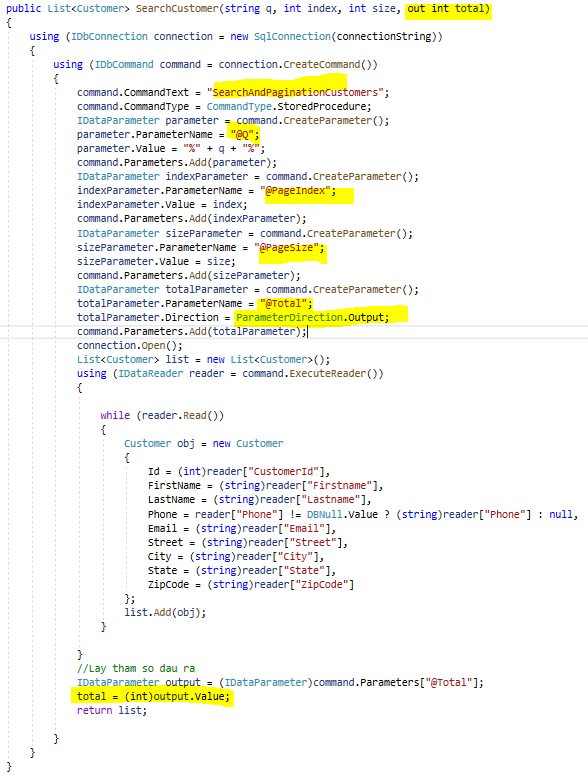 public List<Customer> SearchCustomer(string q, int index, int size, out int total)
{
using (IDbConnection connection = new SqlConnection(connectionString))
{
using (IDbCommand command = connection.CreateCommand())
{
command.CommandText = "SearchAndPaginationCustomers";
command.CommandType = CommandType.StoredProcedure;
IDataParameter parameter = command.CreateParameter();
parameter.ParameterName = "@Q";
parameter.Value = "%" + q + "%";
command.Parameters.Add(parameter);
IDataParameter indexParameter = command.CreateParameter();
indexParameter.ParameterName = "@PageIndex";
indexParameter.Value = index;
command.Parameters.Add(indexParameter);
IDataParameter sizeParameter = command.CreateParameter();
sizeParameter.ParameterName = "@PageSize";
sizeParameter.Value = size;
command.Parameters.Add(sizeParameter);
IDataParameter totalParameter = command.CreateParameter();
totalParameter.ParameterName = "@Total";
totalParameter.Direction = ParameterDirection.Output;
command.Parameters.Add(totalParameter);
connection.Open();
List<Customer> list = new List<Customer>();
using (IDataReader reader = command.ExecuteReader())
{
while (reader.Read())
{
Customer obj = new Customer
{
Id = (int)reader["CustomerId"],
FirstName = (string)reader["Firstname"],
LastName = (string)reader["Lastname"],
Phone = reader["Phone"] != DBNull.Value ? (string)reader["Phone"] : null,
Email = (string)reader["Email"],
Street = (string)reader["Street"],
City = (string)reader["City"],
State = (string)reader["State"],
ZipCode = (string)reader["ZipCode"]
};
list.Add(obj);
}
}
//Lay tham so dau ra
IDataParameter output = (IDataParameter)command.Parameters["@Total"];
total = (int)output.Value;
return list;
}
}
}